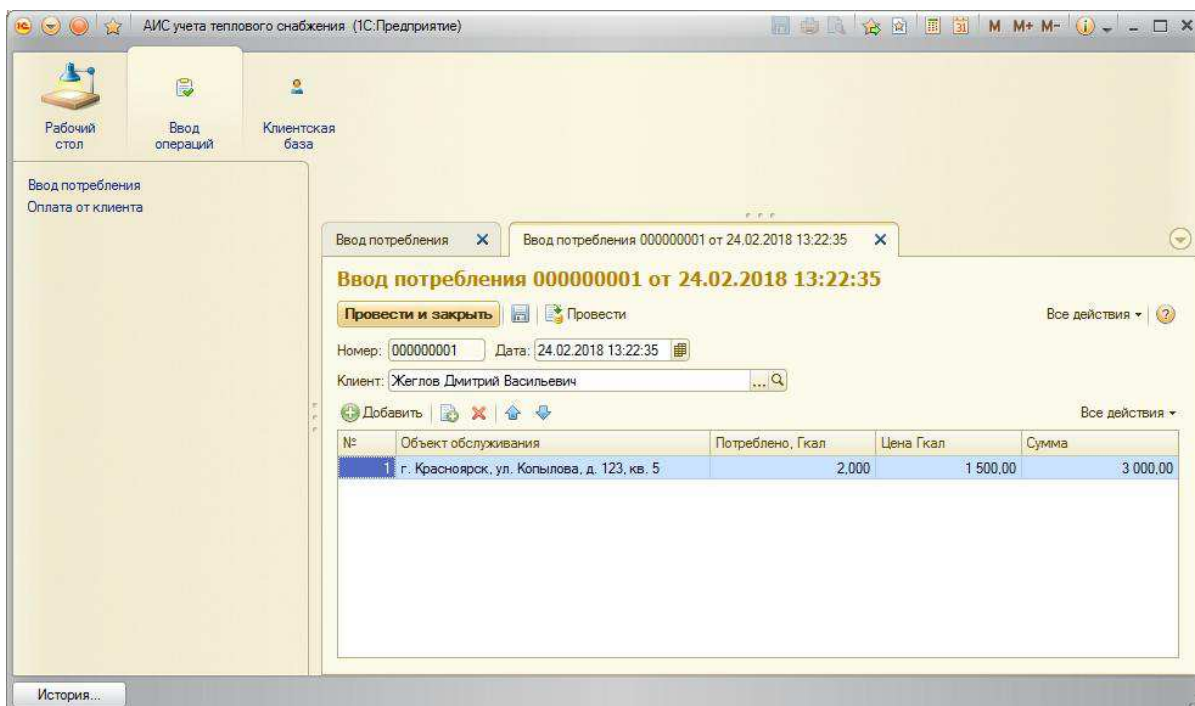 АИС учета теплового снабжения (1С:Предприятие)
31 M M+ M-
Рабочий стол
Ввод операций
Клиентская база
Ввод потребления
Оплата от клиента
Ввод потребления
Ввод потребления 000000001 от 24.02.2018 13:22:35
Ввод потребления 000000001 от 24.02.2018 13:22:35
Провести и закрыть Провести Все действия ?
Номер: 000000001 Дата: 24.02.2018 13:22:35
Клиент: Жеглов Дмитрий Васильевич ...
Добавить Все действия
№ Объект обслуживания Потреблено, Гкал Цена Гкал Сумма
1 г. Красноярск, ул. Копылова, д. 123, кв. 5 2,000 1 500,00 3 000,00
История...